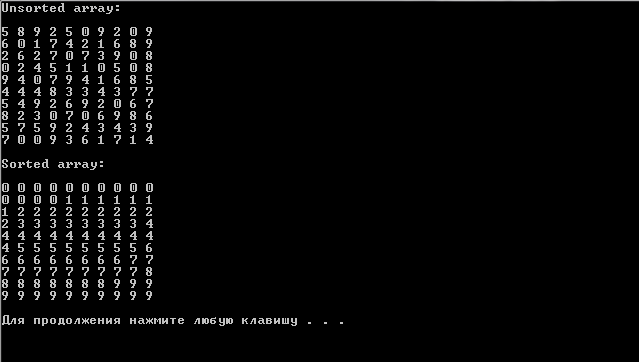 Unsorted array:
5 8 9 2 5 0 9 2 0 9
6 0 1 7 4 2 1 6 8 9
2 6 2 7 0 7 3 9 0 8
0 2 4 5 1 1 0 5 0 8
9 4 0 7 9 4 1 6 8 5
4 4 4 8 3 3 4 3 7 7
5 4 9 2 6 9 2 0 6 7
8 2 3 0 7 0 6 9 8 6
5 7 5 9 2 4 3 4 3 9
7 0 0 9 3 6 1 7 1 4
Sorted array:
0 0 0 0 0 0 0 0 0 0
0 0 0 0 1 1 1 1 1 1
1 2 2 2 2 2 2 2 2 2
2 3 3 3 3 3 3 3 3 4
4 4 4 4 4 4 4 4 4 4
4 5 5 5 5 5 5 5 5 6
6 6 6 6 6 6 6 6 7 7
7 7 7 7 7 7 7 7 7 8
8 8 8 8 8 8 8 9 9 9
9 9 9 9 9 9 9 9 9 9
Для продолжения нажмите любую клавишу . . .